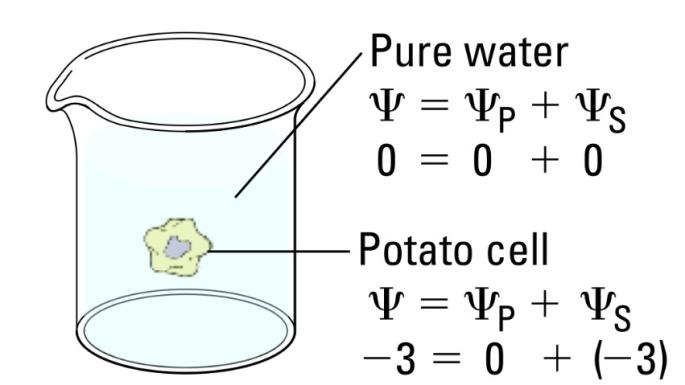 Pure water
Ψ = ΨP + ΨS
0 = 0 + 0
Potato cell
Ψ = ΨP + ΨS
−3 = 0 + (−3)